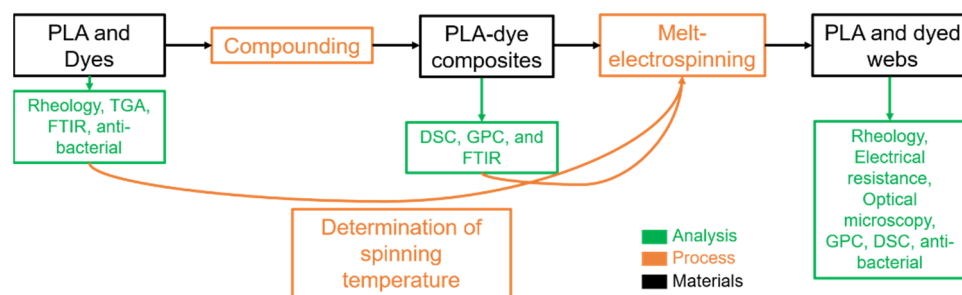 PLA and
Dyes
Compounding
PLA-dye
composites
Melt-
electrospinning
PLA and dyed
webs
Rheology, TGA,
FTIR, anti-
bacterial
DSC, GPC, and
FTIR
Rheology,
Electrical
resistance,
Optical
microscopy,
GPC, DSC, anti-
bacterial
Determination of
spinning
temperature
Analysis
Process
Materials